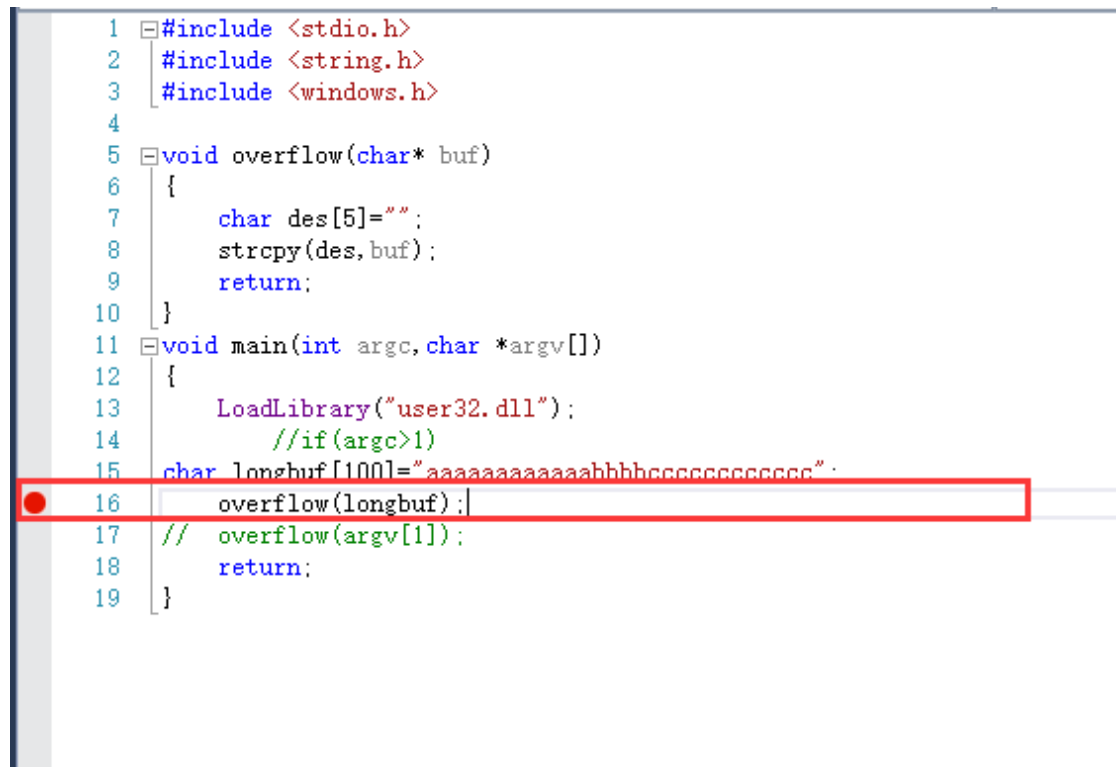 1 #include <stdio.h>
2 #include <string.h>
3 #include <windows.h>
4
5 void overflow(char* buf)
6 {
7 char des[5]="";
8 strcpy(des,buf);
9 return;
10 }
11 void main(int argc,char *argv[])
12 {
13 LoadLibrary("user32.dll");
14 //if(argc>1)
15 char longbuf[100]="aaaaaaaaaaaabbbbcccccccccccc";
16 overflow(longbuf);
17 // overflow(argv[1]);
18 return;
19 }